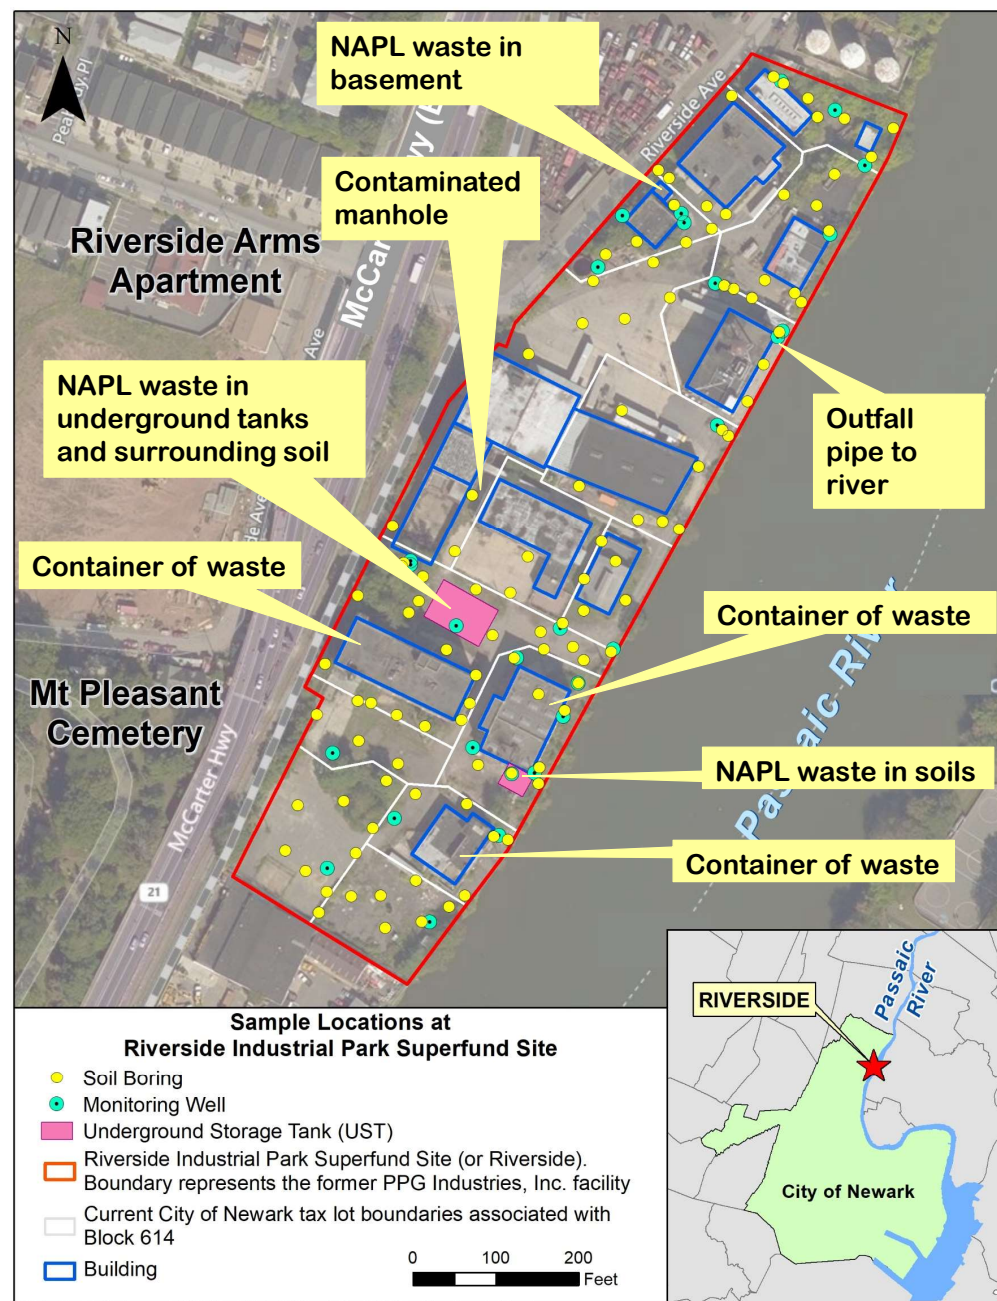 N
NAPL waste in
basement
Riverside Ave
Contaminated
manhole
Riverside Arms
Apartment
NAPL waste in
underground tanks
and surrounding soil
Outfall
pipe to
river
Container of waste
Container of waste
Mt Pleasant
Cemetery
McCarter Hwy
Passaic River
NAPL waste in soils
Container of waste
21
Sample Locations at
Riverside Industrial Park Superfund Site
Soil Boring
Monitoring Well
Underground Storage Tank (UST)
Riverside Industrial Park Superfund Site (or Riverside).
Boundary represents the former PPG Industries, Inc. facility
Current City of Newark tax lot boundaries associated with
Block 614
Building
0 100 200
Feet
RIVERSIDE
Passaic
River
City of Newark